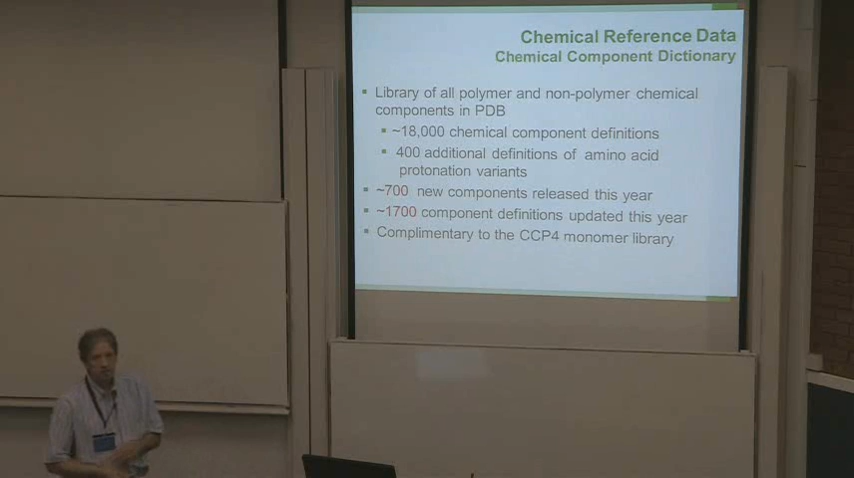 Chemical Reference Data
Chemical Component Dictionary
Library of all polymer and non-polymer chemical
components in PDB
~18,000 chemical component definitions
400 additional definitions of amino acid
protonation variants
~700 new components released this year
~1700 component definitions updated this year
Complimentary to the CCP4 monomer library